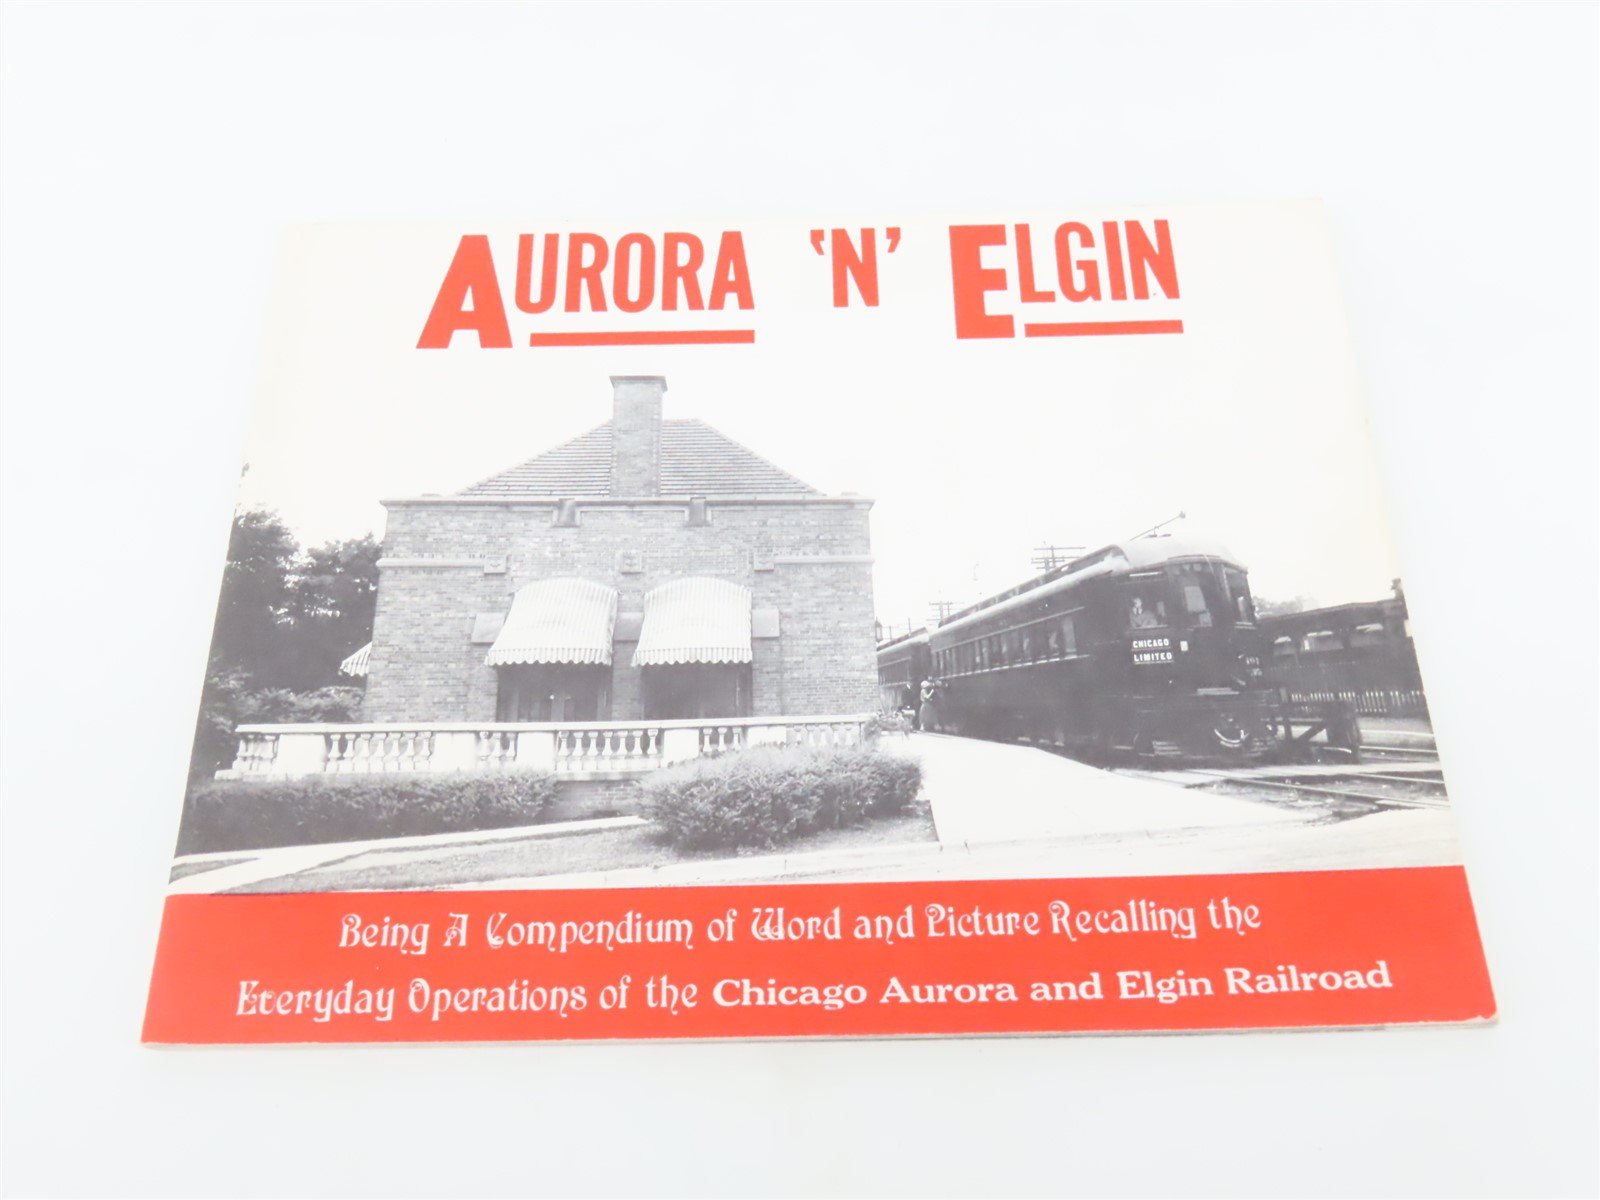 AURORA 'N' ELGIN
CHICAGO
LIMITED
Being A Compendium of Word and Picture Recalling the
Everyday Operations of the Chicago Aurora and Elgin Railroad